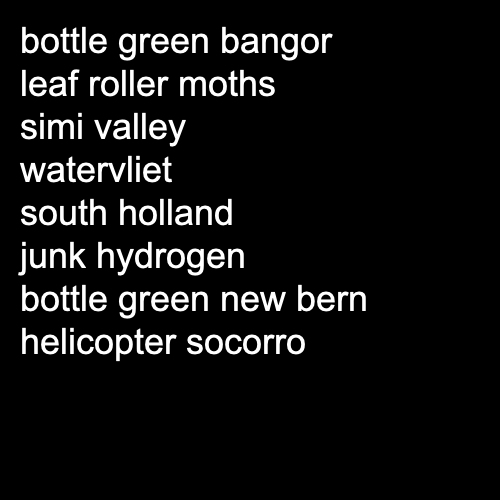 bottle green bangor
leaf roller moths
simi valley
watervliet
south holland
junk hydrogen
bottle green new bern
helicopter socorro